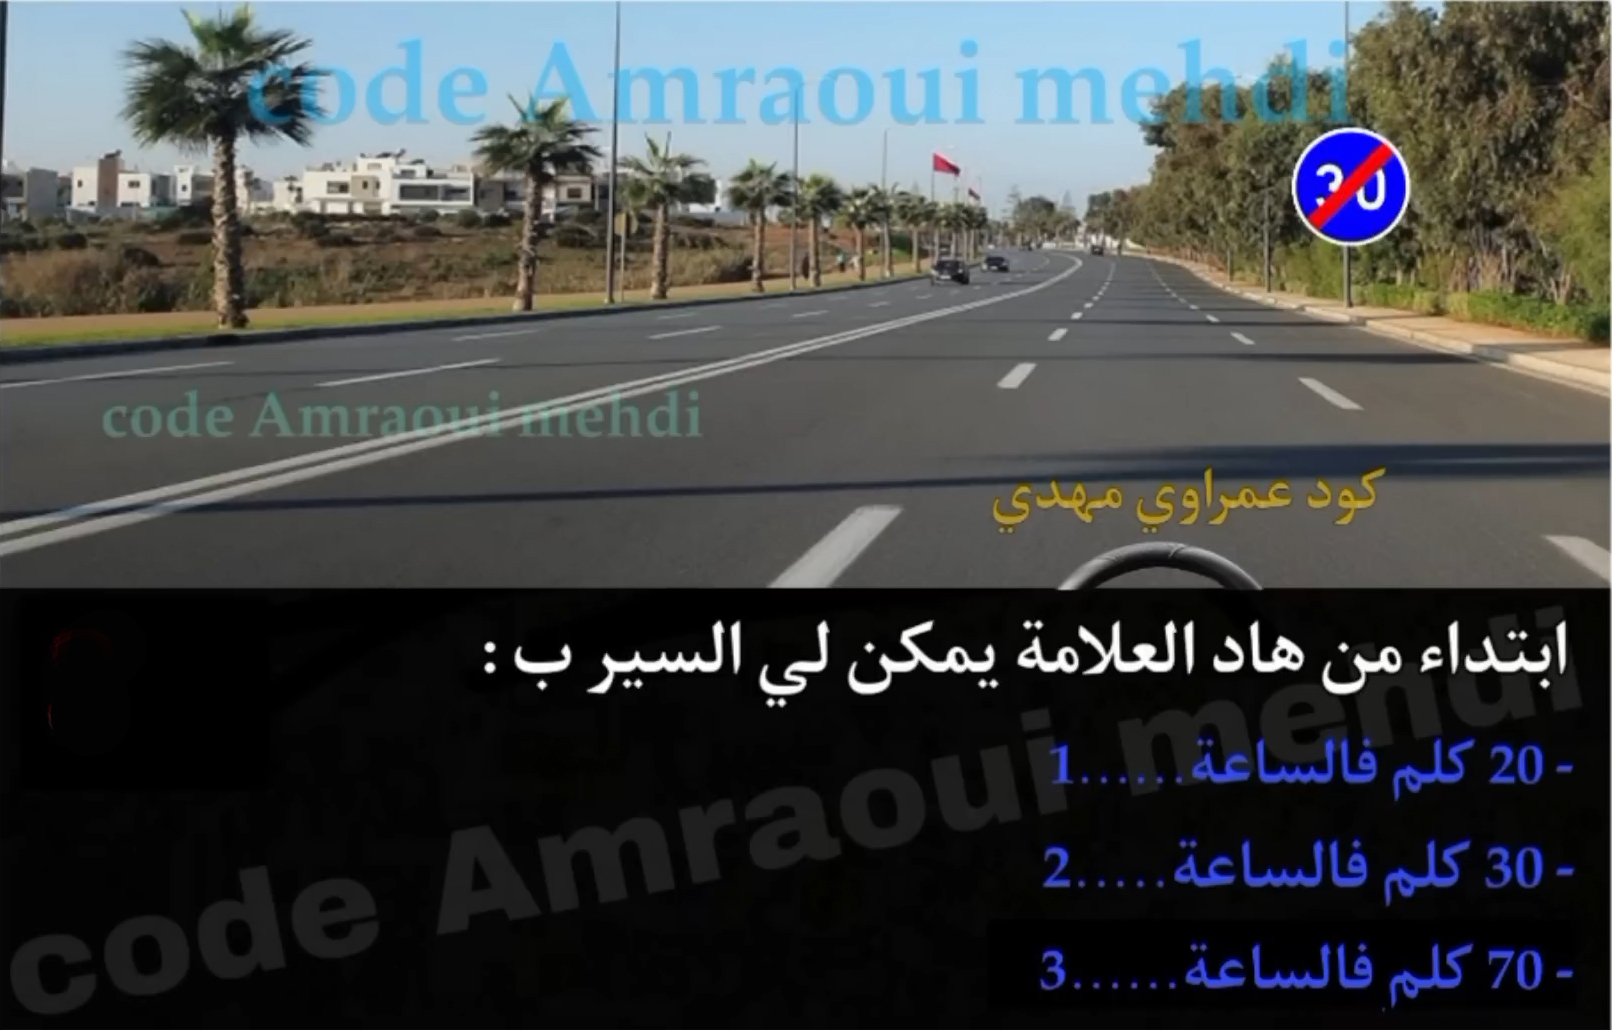 code Amraoui mehdi
30
code Amraoui mehdi
كود عمراوي مهدي
ابتداء من هاد العلامة يمكن لي السير ب :
- 20 كلم فالساعة......1
- 30 كلم فالساعة.....2
- 70 كلم فالساعة......3
code Amraoui mehdi